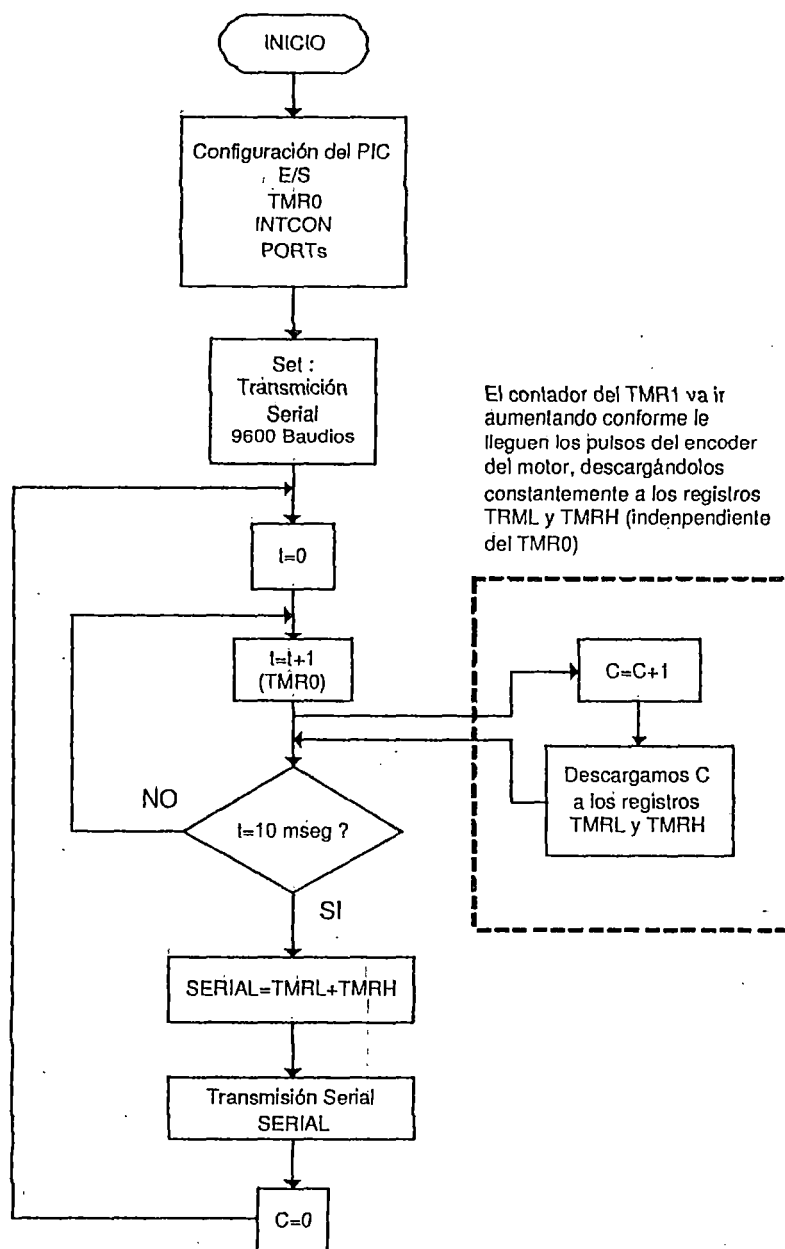 INICIO
Configuración del PIC
E/S
TMR0
INTCON
PORTs
Set :
Transmición
Serial
9600 Baudios
El contador del TMR1 va ir
aumentando conforme le
lleguen los pulsos del encoder
del motor, descargándolos
constantemente a los registros
TRML y TMRH (indenpendiente
del TMR0)
t=0
t=t+1
(TMR0)
C=C+1
Descargamos C
a los registros
TMRL y TMRH
NO
t=10 mseg ?
SI
SERIAL=TMRL+TMRH
Transmisión Serial
SERIAL
C=0